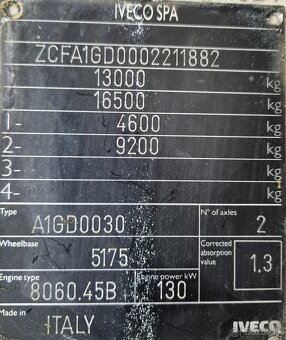 IVECO SPA
ZCFA1GD0002211882
13000 kg
16500 kg
1- 4600 kg
2- 9200 kg
3- kg
4- kg
Type A1GD0030 N° of axles 2
Wheelbase 5175 Corrected absorption value 1.3
Engine type 8060.45B Engine power kW 130
Made in ITALY IVECO